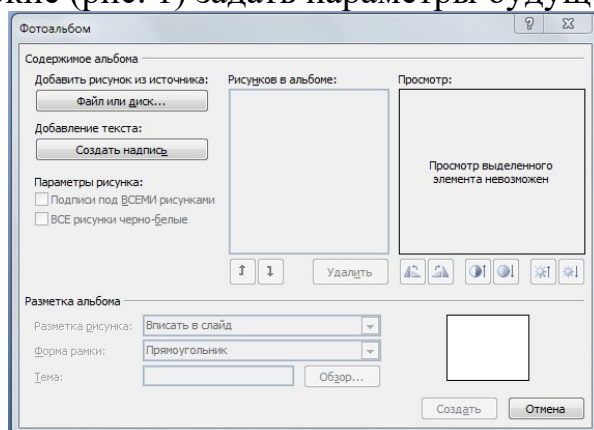 (рис. 1) задать параметры будущ
Фотоальбом
Содержимое альбома
Добавить рисунок из источника:
Файл или диск...
Добавление текста:
Создать надпись
Параметры рисунка:
Подписи под ВСЕМИ рисунками
ВСЕ рисунки черно-белые
Рисунков в альбоме:
Удалить
Просмотр:
Просмотр выделенного
элемента невозможен
Разметка альбома
Разметка рисунка: Вписать в слайд
Форма рамки: Прямоугольник
Тема: Обзор...
Создать Отмена